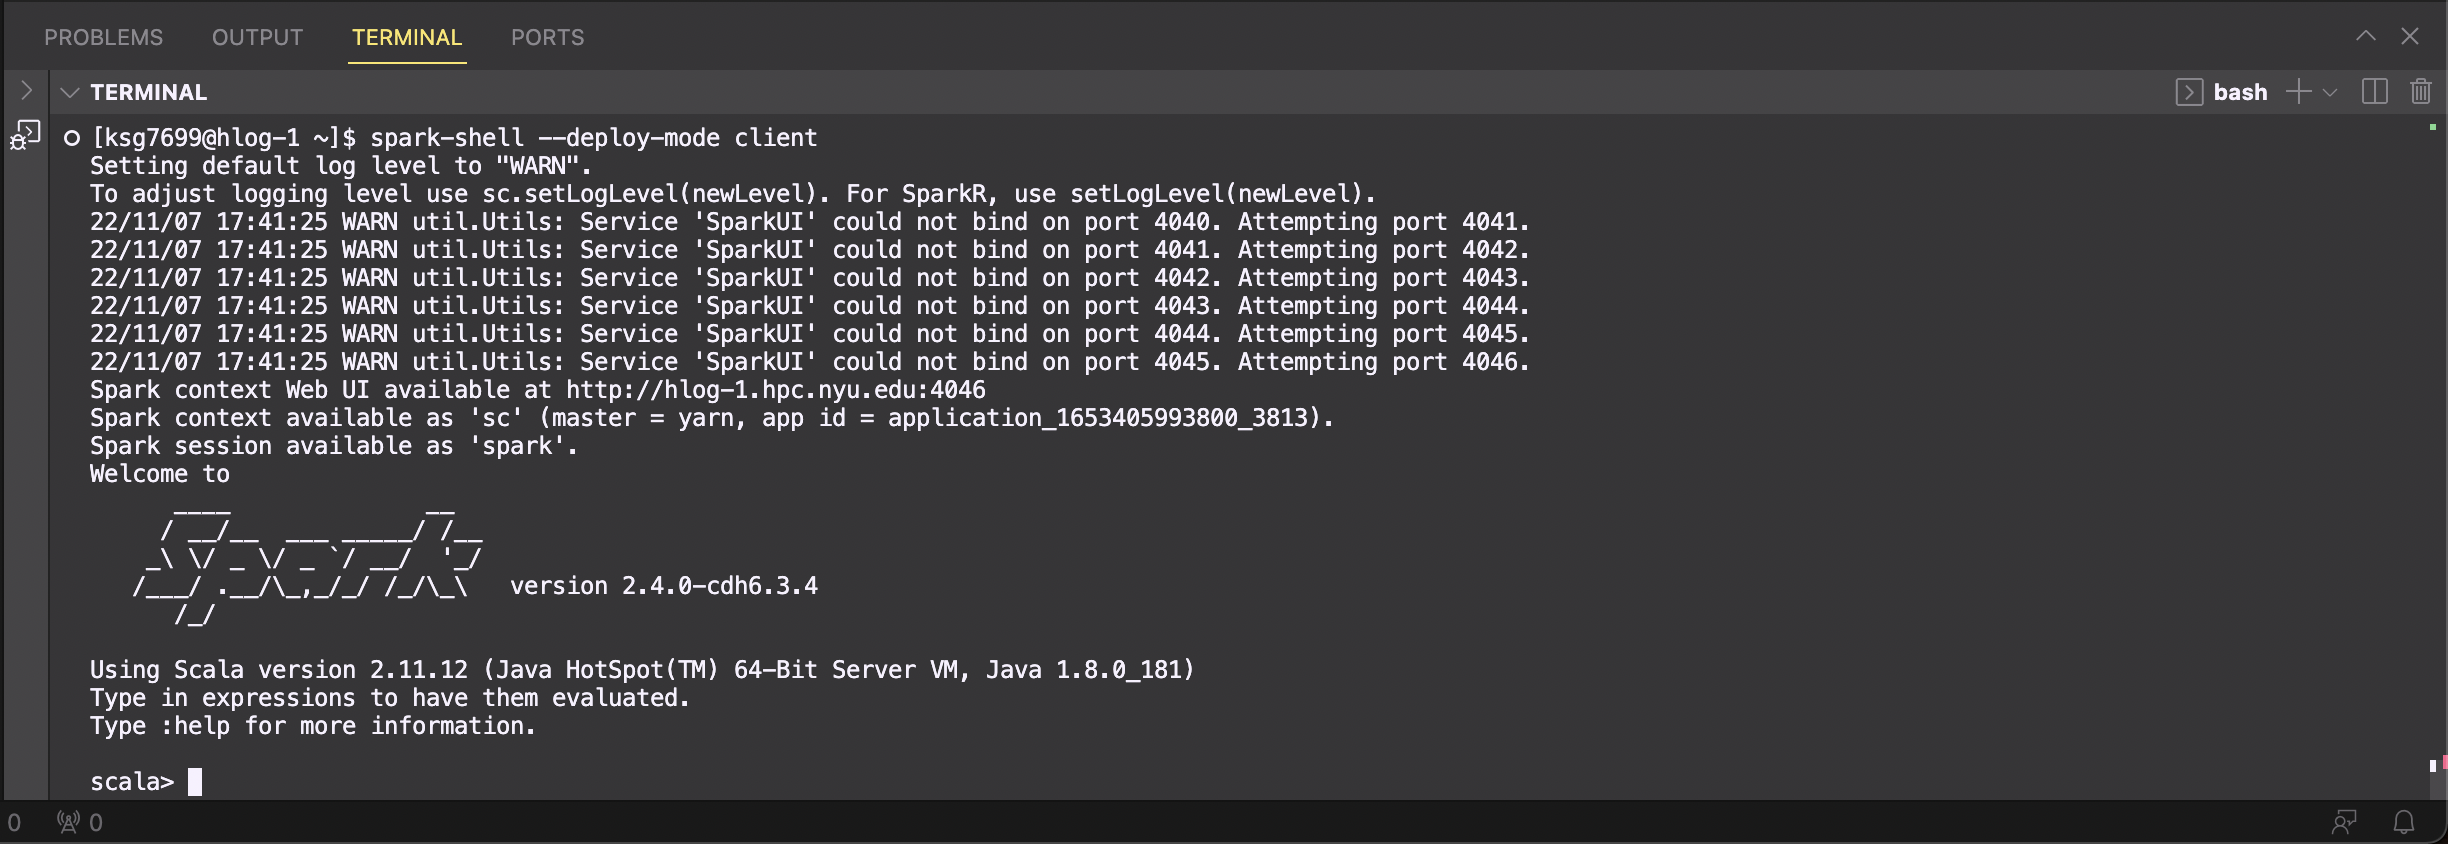 PROBLEMS OUTPUT TERMINAL PORTS
TERMINAL bash
[ksg7699@hlog-1 ~]$ spark-shell --deploy-mode client
Setting default log level to "WARN".
To adjust logging level use sc.setLogLevel(newLevel). For SparkR, use setLogLevel(newLevel).
22/11/07 17:41:25 WARN util.Utils: Service 'SparkUI' could not bind on port 4040. Attempting port 4041.
22/11/07 17:41:25 WARN util.Utils: Service 'SparkUI' could not bind on port 4041. Attempting port 4042.
22/11/07 17:41:25 WARN util.Utils: Service 'SparkUI' could not bind on port 4042. Attempting port 4043.
22/11/07 17:41:25 WARN util.Utils: Service 'SparkUI' could not bind on port 4043. Attempting port 4044.
22/11/07 17:41:25 WARN util.Utils: Service 'SparkUI' could not bind on port 4044. Attempting port 4045.
22/11/07 17:41:25 WARN util.Utils: Service 'SparkUI' could not bind on port 4045. Attempting port 4046.
Spark context Web UI available at http://hlog-1.hpc.nyu.edu:4046
Spark context available as 'sc' (master = yarn, app id = application_1653405993800_3813).
Spark session available as 'spark'.
Welcome to
      ____              __
     / __/__  ___ _____/ /__
    _\ \/ _ \/ _ `/ __/  '_/
   /___/ .__/\_,_/_/ /_/\_\   version 2.4.0-cdh6.3.4
      /_/
Using Scala version 2.11.12 (Java HotSpot(TM) 64-Bit Server VM, Java 1.8.0_181)
Type in expressions to have them evaluated.
Type :help for more information.
scala>
0 0